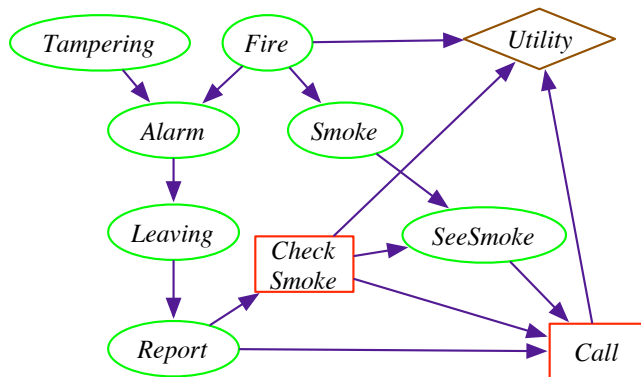 Tampering
Fire
Utility
Alarm
Smoke
Leaving
Check
Smoke
SeeSmoke
Report
Call